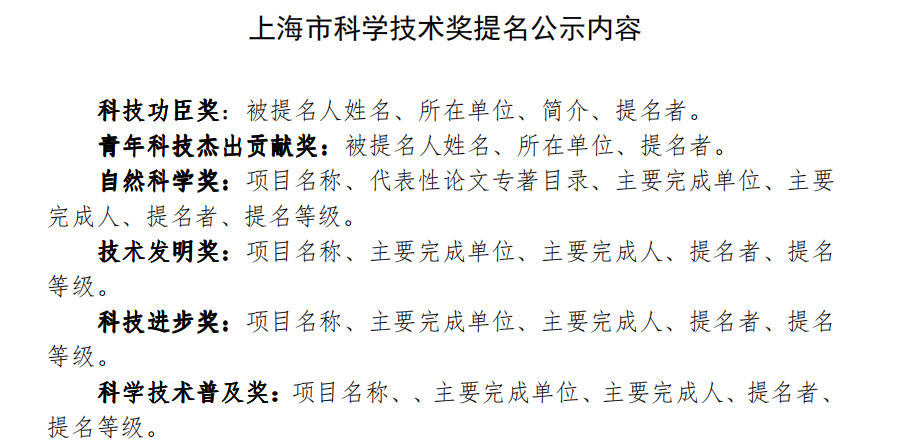 上海市科学技术奖提名公示内容
科技功臣奖：被提名人姓名、所在单位、简介、提名者。
青年科技杰出贡献奖：被提名人姓名、所在单位、提名者。
自然科学奖：项目名称、代表性论文专著目录、主要完成单位、主要
完成人、提名者、提名等级。
技术发明奖：项目名称、主要完成单位、主要完成人、提名者、提名
等级。
科技进步奖：项目名称、主要完成单位、主要完成人、提名者、提名
等级。
科学技术普及奖：项目名称、、主要完成单位、主要完成人、提名者、
提名等级。